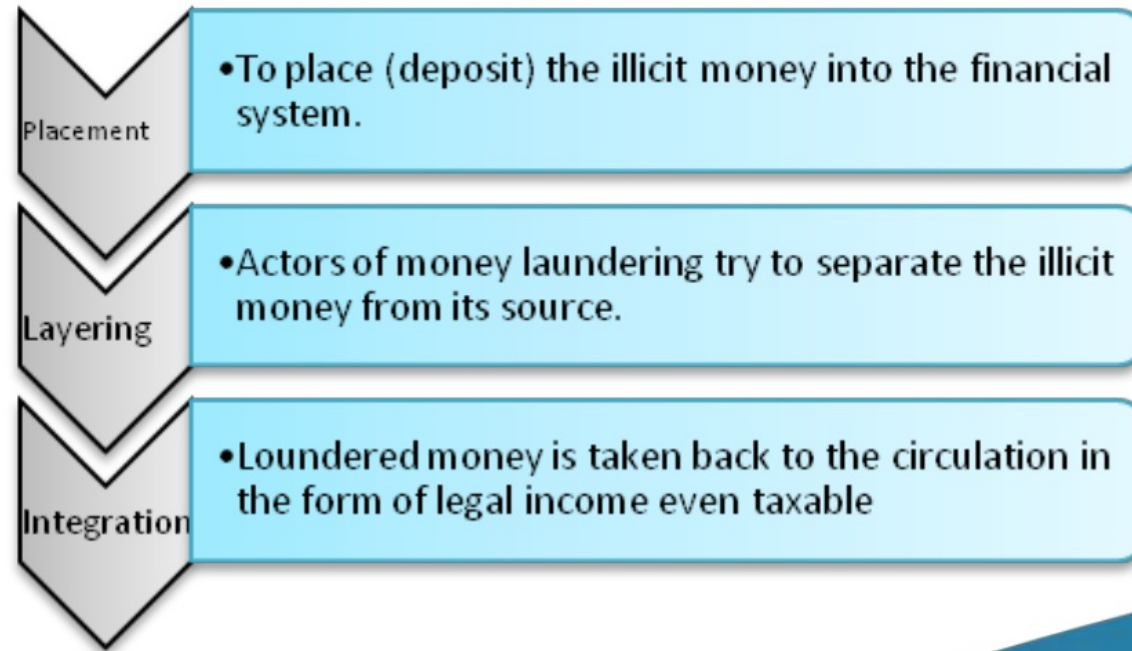 Placement
•To place (deposit) the illicit money into the financial
system.
Layering
•Actors of money laundering try to separate the illicit
money from its source.
Integration
•Loundered money is taken back to the circulation in
the form of legal income even taxable